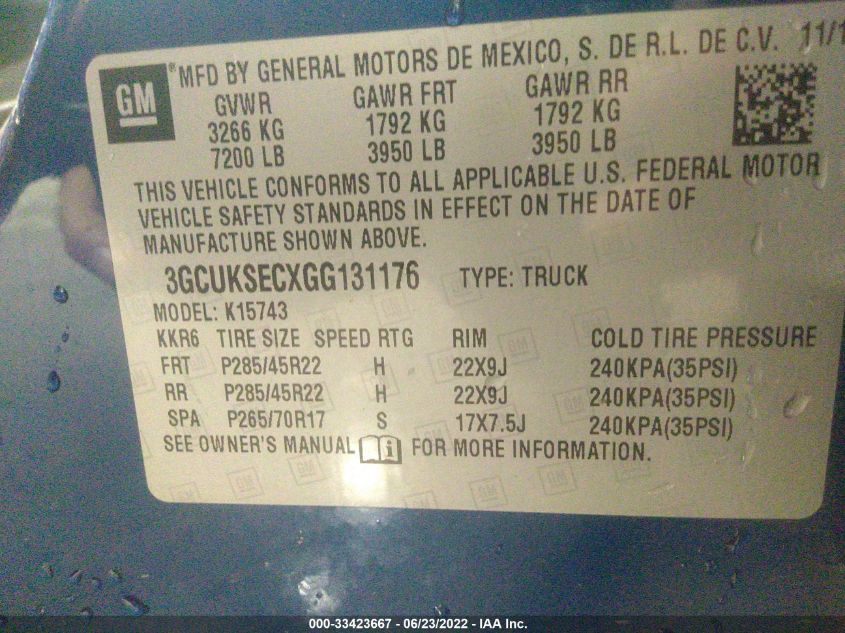 GM ® MFD BY GENERAL MOTORS DE MEXICO, S. DE R.L. DE C.V. 11/1
GVWR GAWR FRT GAWR RR
3266 KG 1792 KG 1792 KG
7200 LB 3950 LB 3950 LB
THIS VEHICLE CONFORMS TO ALL APPLICABLE U.S. FEDERAL MOTOR
VEHICLE SAFETY STANDARDS IN EFFECT ON THE DATE OF
MANUFACTURE SHOWN ABOVE.
3GCUKSECXGG131176 TYPE: TRUCK
MODEL: K15743
KKR6 TIRE SIZE SPEED RTG RIM COLD TIRE PRESSURE
FRT P285/45R22 H 22X9J 240KPA(35PSI)
RR P285/45R22 H 22X9J 240KPA(35PSI)
SPA P265/70R17 S 17X7.5J 240KPA(35PSI)
SEE OWNER'S MANUAL i FOR MORE INFORMATION.
000-33423667 - 06/23/2022 - IAA Inc.